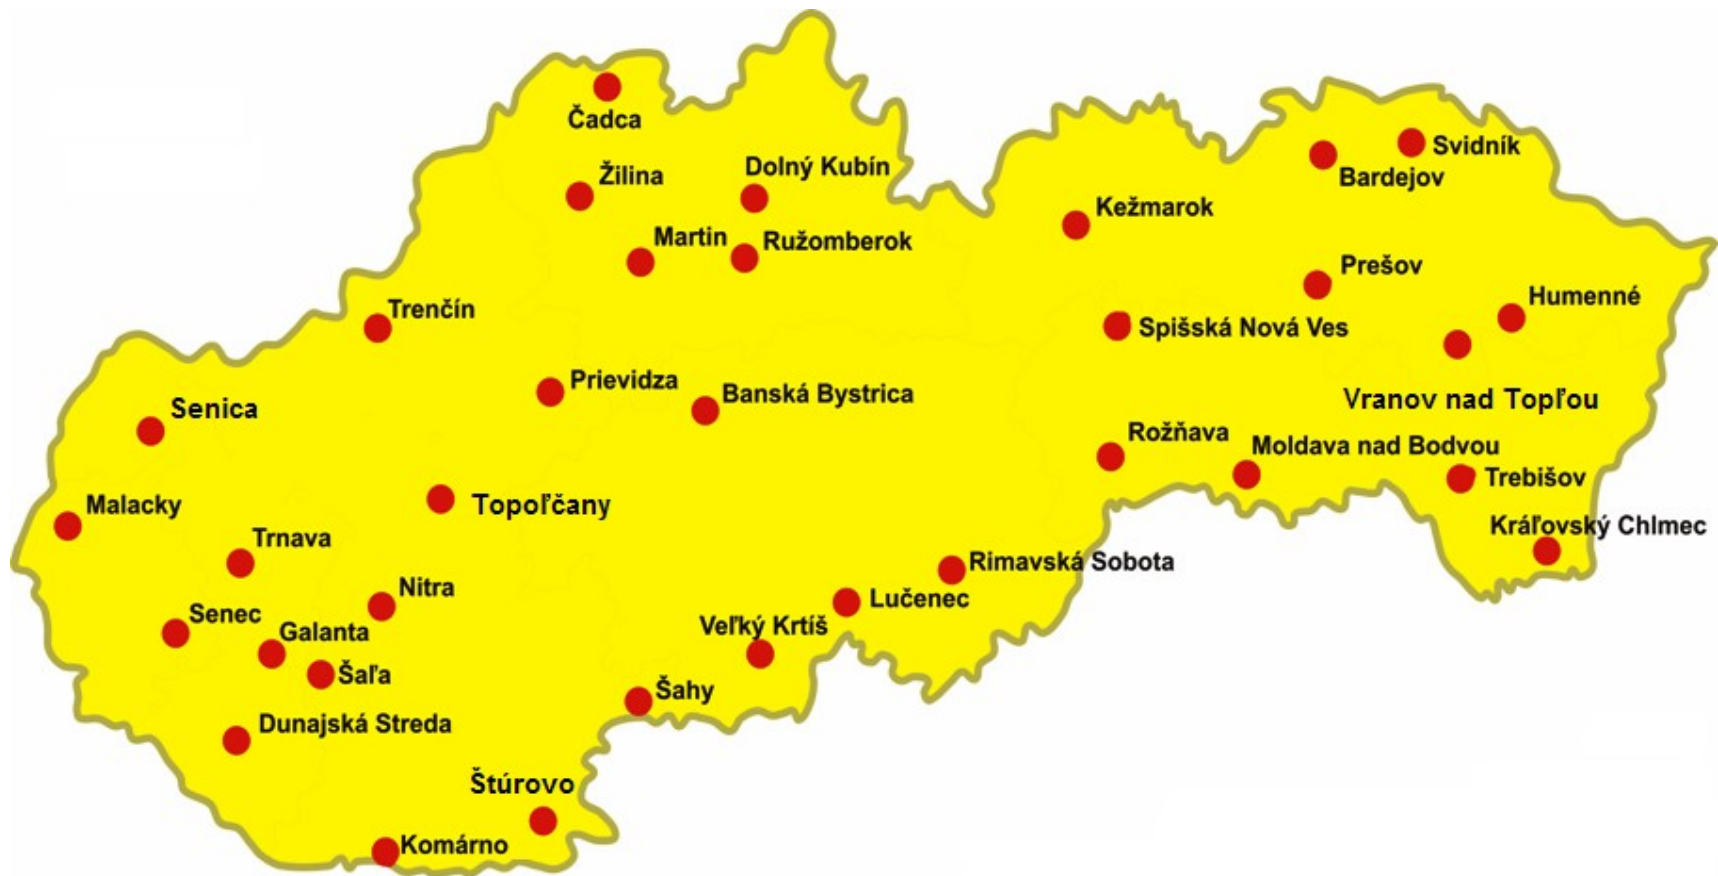 Čadca
Svidník
Bardejov
Dolný Kubín
Žilina
Kežmarok
Martin
Ružomberok
Prešov
Humenné
Trenčín
Spišská Nová Ves
Prievidza
Banská Bystrica
Vranov nad Topľou
Senica
Rožňava
Moldava nad Bodvou
Trebišov
Malacky
Topoľčany
Kráľovský Chlmec
Trnava
Rimavská Sobota
Nitra
Lučenec
Senec
Galanta
Veľký Krtíš
Šaľa
Šahy
Dunajská Streda
Štúrovo
Komárno